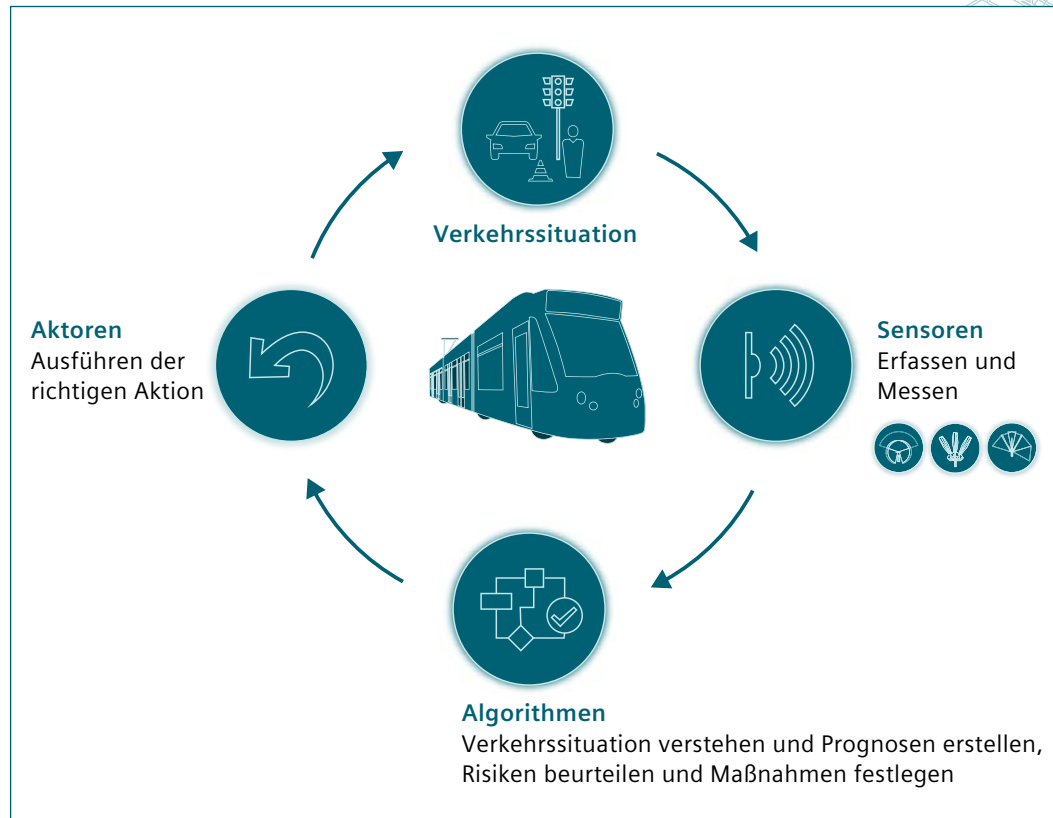 Verkehrssituation
Aktoren
Ausführen der
richtigen Aktion
Sensoren
Erfassen und
Messen
Algorithmen
Verkehrssituation verstehen und Prognosen erstellen,
Risiken beurteilen und Maßnahmen festlegen